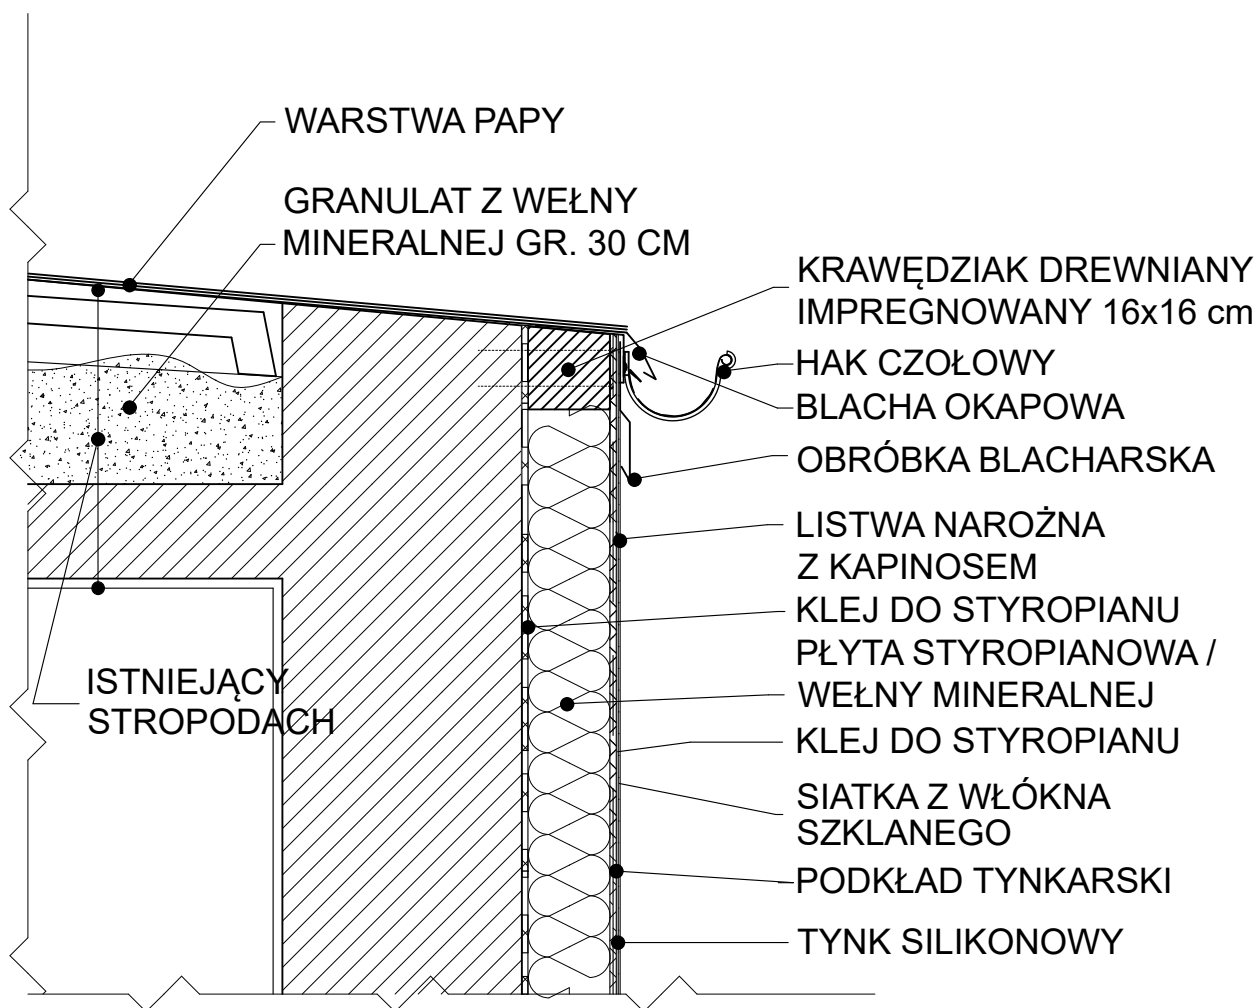 WARSTWA PAPY
GRANULAT Z WEŁNY
MINERALNEJ GR. 30 CM
KRAWĘDZIAK DREWNIANY
IMPREGNOWANY 16x16 cm
HAK CZOŁOWY
BLACHA OKAPOWA
OBRÓBKA BLACHARSKA
LISTWA NAROŻNA
Z KAPINOSEM
KLEJ DO STYROPIANU
PŁYTA STYROPIANOWA /
WEŁNY MINERALNEJ
KLEJ DO STYROPIANU
SIATKA Z WŁÓKNA
SZKLANEGO
PODKŁAD TYNKARSKI
TYNK SILIKONOWY
ISTNIEJĄCY
STROPODACH